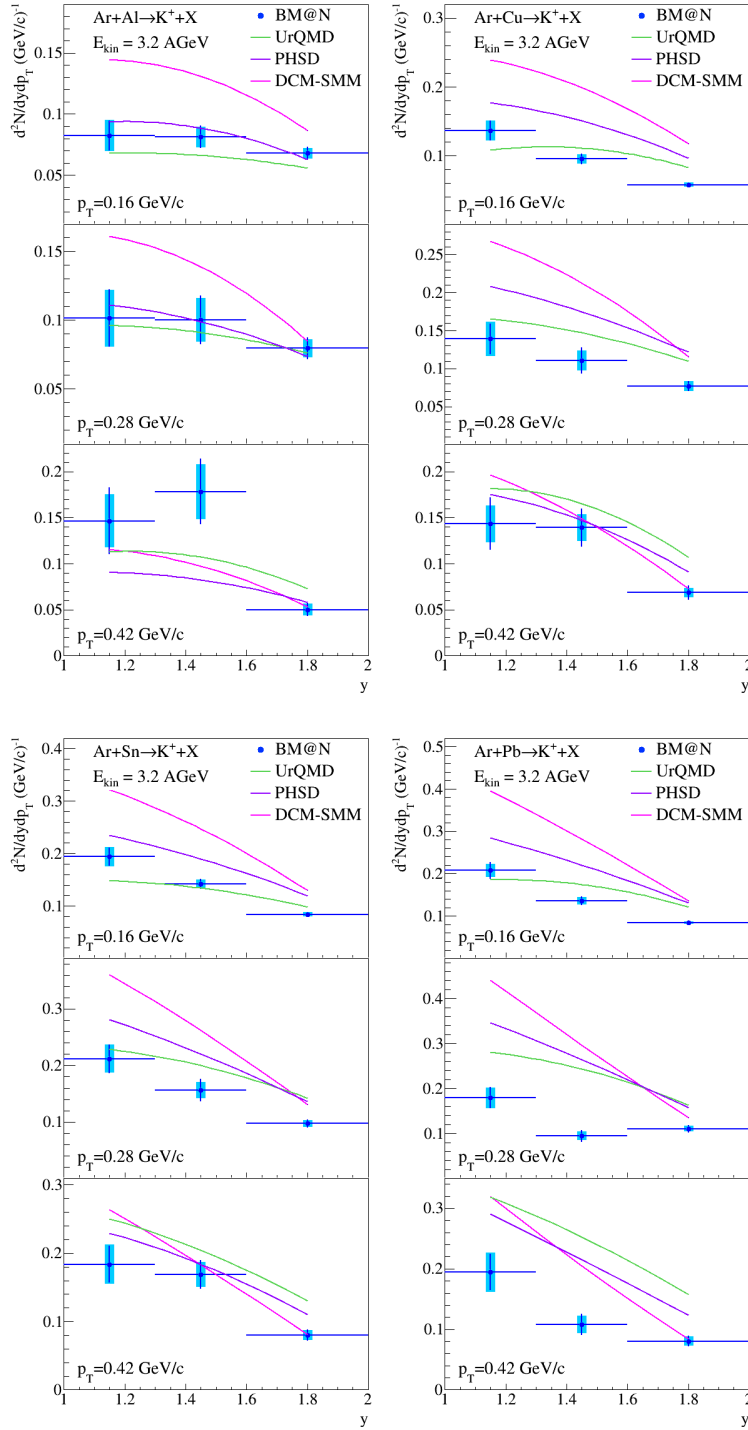 Ar+Al→K⁺+X
E_kin = 3.2 AGeV
BM@N
UrQMD
PHSD
DCM-SMM
d²N/dydp_T (GeV/c)⁻¹
0.15
0.1
0.05
p_T=0.16 GeV/c
0.15
0.1
0.05
p_T=0.28 GeV/c
0.2
0.15
0.1
0.05
0
p_T=0.42 GeV/c
1 1.2 1.4 1.6 1.8 2
y
Ar+Cu→K⁺+X
E_kin = 3.2 AGeV
BM@N
UrQMD
PHSD
DCM-SMM
d²N/dydp_T (GeV/c)⁻¹
0.3
0.2
0.1
p_T=0.16 GeV/c
0.25
0.2
0.15
0.1
0.05
p_T=0.28 GeV/c
0.2
0.15
0.1
0.05
0
p_T=0.42 GeV/c
1 1.2 1.4 1.6 1.8 2
y
Ar+Sn→K⁺+X
E_kin = 3.2 AGeV
BM@N
UrQMD
PHSD
DCM-SMM
d²N/dydp_T (GeV/c)⁻¹
0.4
0.3
0.2
0.1
p_T=0.16 GeV/c
0.3
0.2
0.1
p_T=0.28 GeV/c
0.3
0.2
0.1
0
p_T=0.42 GeV/c
1 1.2 1.4 1.6 1.8 2
y
Ar+Pb→K⁺+X
E_kin = 3.2 AGeV
BM@N
UrQMD
PHSD
DCM-SMM
d²N/dydp_T (GeV/c)⁻¹
0.5
0.4
0.3
0.2
0.1
p_T=0.16 GeV/c
0.4
0.3
0.2
0.1
p_T=0.28 GeV/c
0.3
0.2
0.1
0
p_T=0.42 GeV/c
1 1.2 1.4 1.6 1.8 2
y